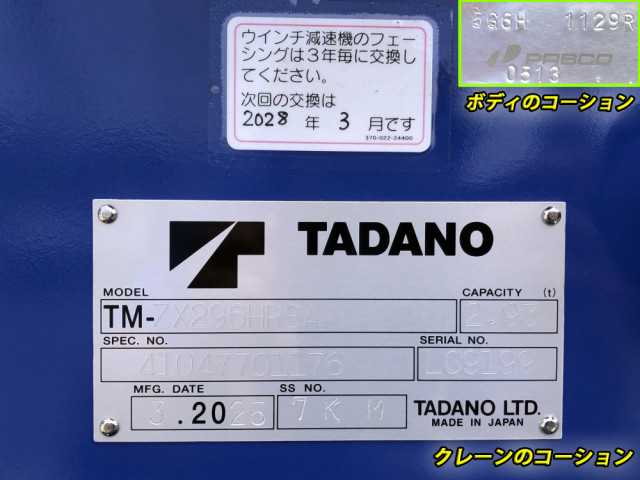 ウインチ減速機のフェー
シングは3年毎に交換し
てください。
次回の交換は
2028 年 3 月です
370-022-24400
5G6H 1129R
PABCO
0513
ボディのコーション
TADANO
MODEL CAPACITY (t)
TM-ZX296HRSA 2.93
SPEC. NO. SERIAL NO.
41047701176 LG9199
MFG. DATE SS NO.
3.2025 7KM
TADANO LTD.
MADE IN JAPAN
クレーンのコーション